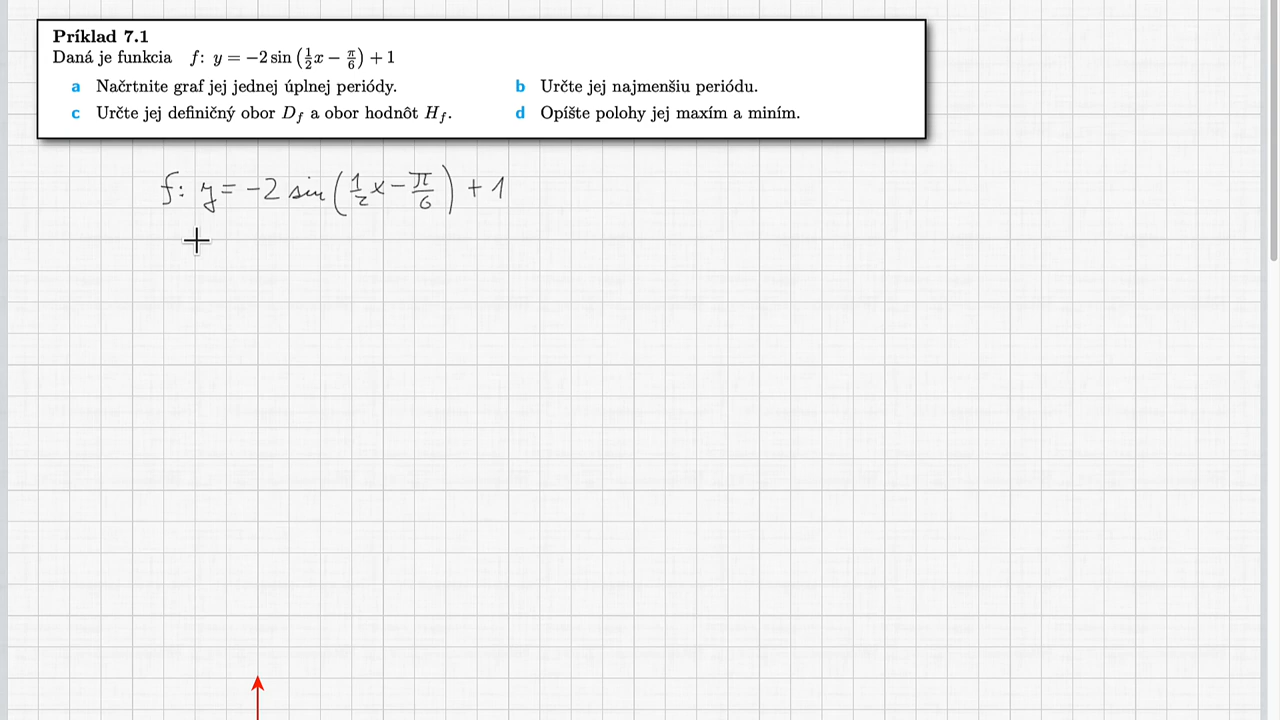 Príklad 7.1
Daná je funkcia f: y = −2 sin (½x − π/6) + 1
a Načrtnite graf jej jednej úplnej periódy.
b Určte jej najmenšiu periódu.
c Určte jej definičný obor D_f a obor hodnôt H_f.
d Opíšte polohy jej maxím a miním.
f: y = −2 sin (½x − π/6) + 1